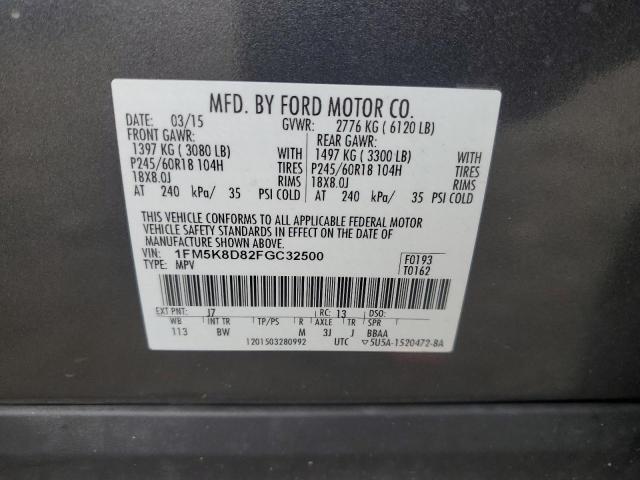 MFD. BY FORD MOTOR CO.
DATE: 03/15 GVWR: 2776 KG ( 6120 LB)
FRONT GAWR: REAR GAWR:
1397 KG ( 3080 LB) WITH 1497 KG ( 3300 LB) WITH
P245/60R18 104H TIRES P245/60R18 104H TIRES
18X8.0J RIMS 18X8.0J RIMS
AT 240 kPa/ 35 PSI COLD AT 240 kPa/ 35 PSI COLD
THIS VEHICLE CONFORMS TO ALL APPLICABLE FEDERAL MOTOR
VEHICLE SAFETY STANDARDS IN EFFECT ON THE DATE OF
MANUFACTURE SHOWN ABOVE.
VIN: 1FM5K8D82FGC32500 F0193
TYPE: MPV T0162
EXT PNT: J7 RC: 13 DSO:
WB INT TR TP/PS R AXLE TR SPR
113 BW M 3J J BBAA
1201503280992 UTC ▽5U5A-1520472-BA